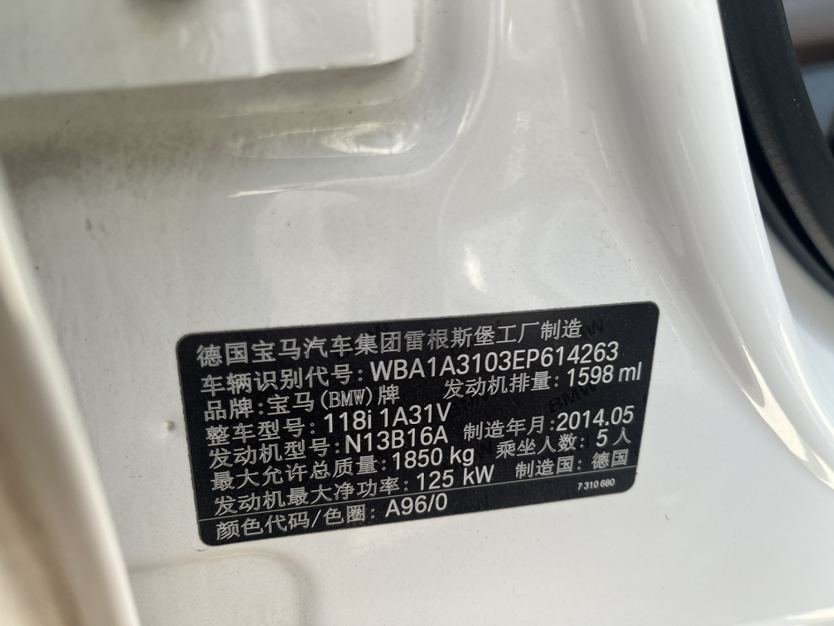 德国宝马汽车集团雷根斯堡工厂制造
车辆识别代号: WBA1A3103EP614263
品牌:宝马(BMW)牌 发动机排量: 1598 ml
整车型号: 118i 1A31V
发动机型号: N13B16A 制造年月:2014.05
最大允许总质量: 1850 kg 乘坐人数: 5人
发动机最大净功率: 125 kW 制造国: 德国
7 310 680
颜色代码/色圈: A96/0